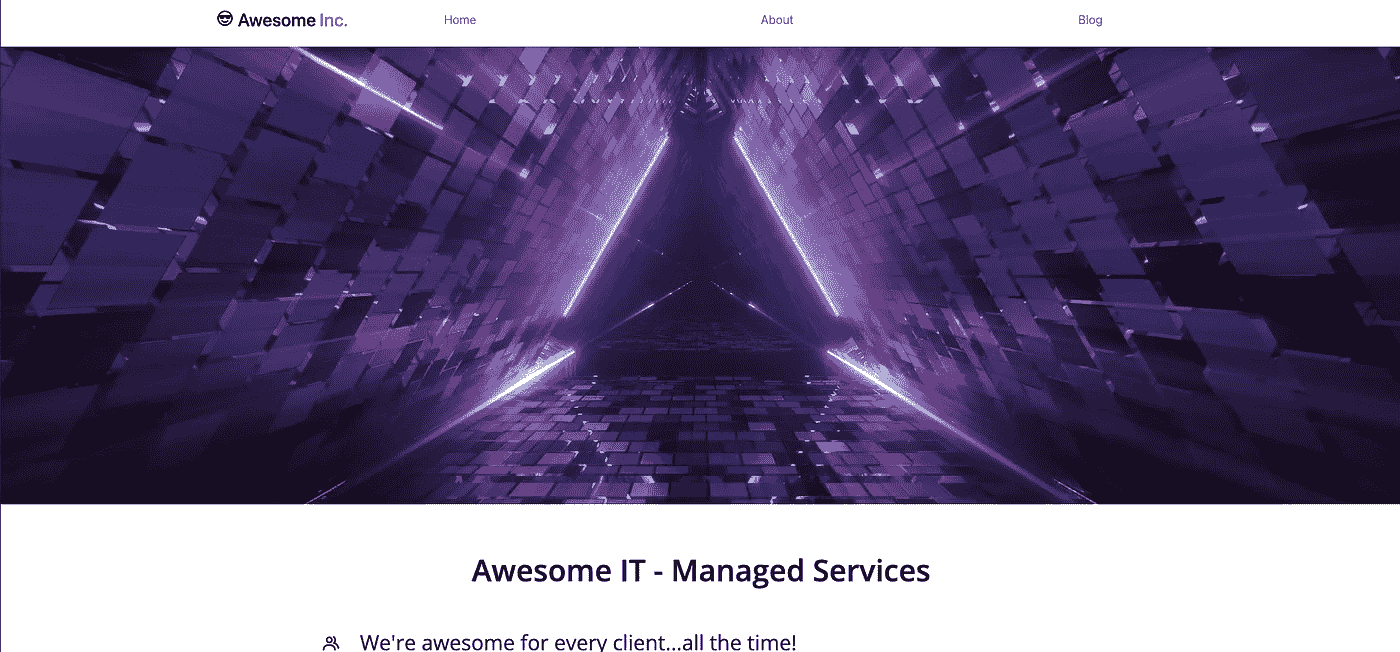 Awesome Inc. Home About Blog
Awesome IT - Managed Services
We're awesome for every client...all the time!